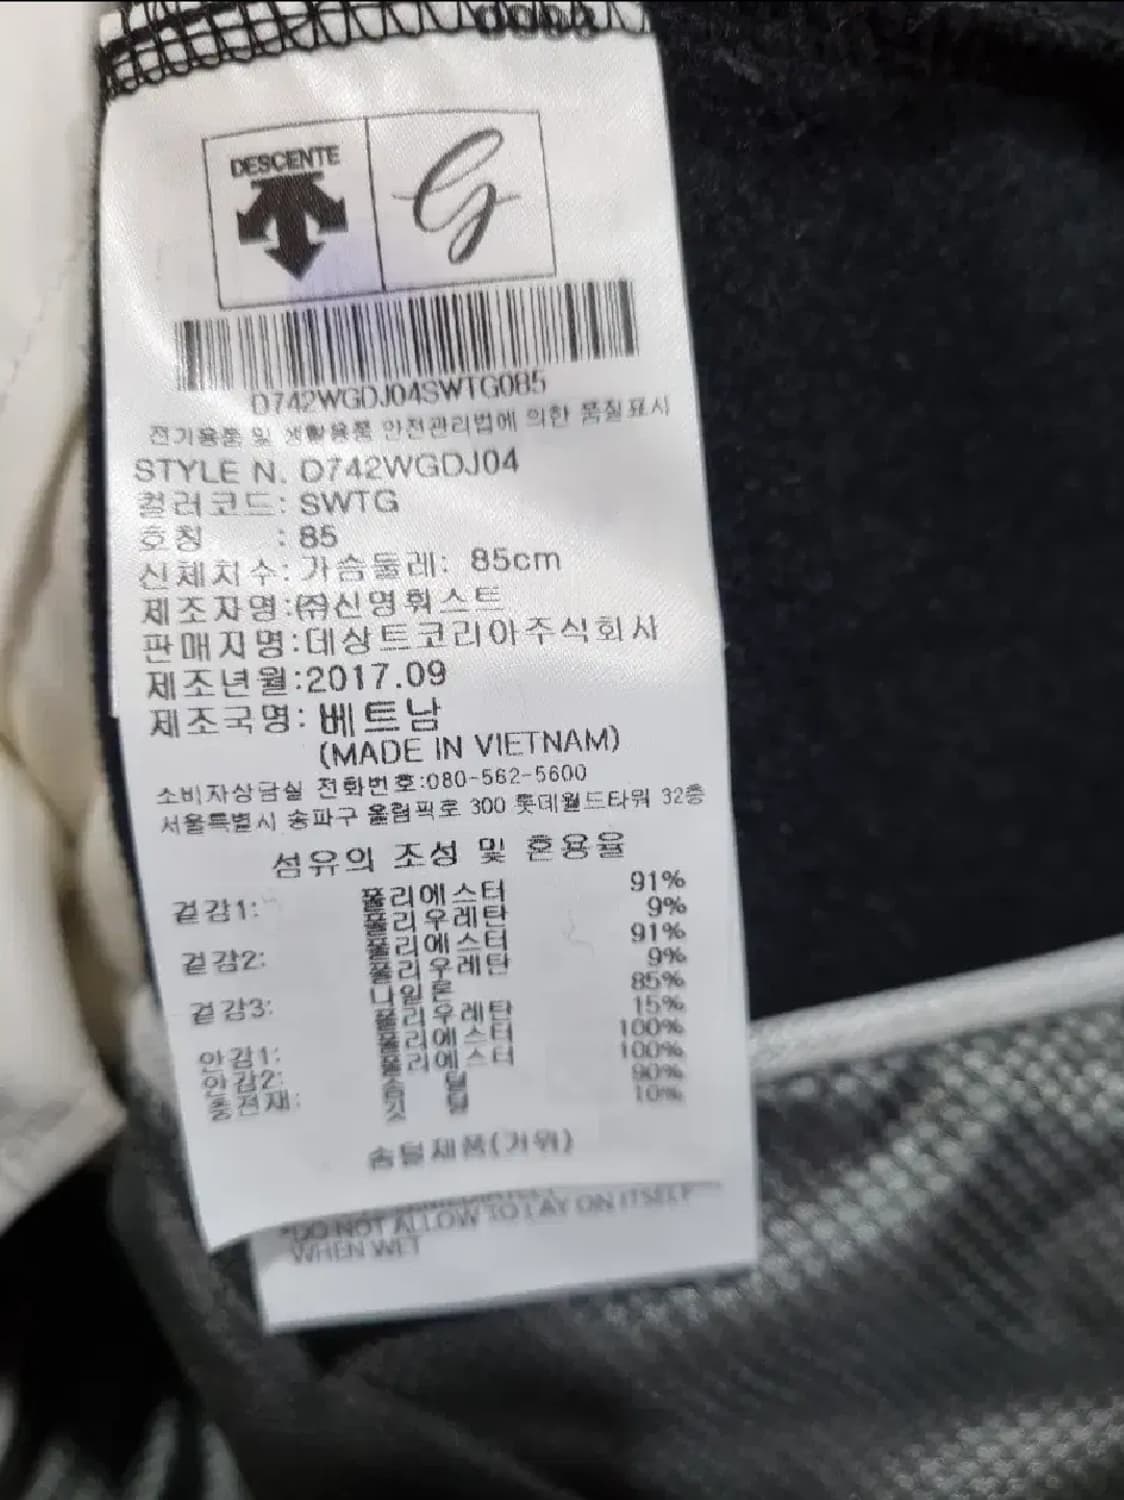 DESCENTE G
D742WGDJ04SWTG085
전기용품 및 생활용품 안전관리법에 의한 품질표시
STYLE N. D742WGDJ04
컬러코드: SWTG
호칭 : 85
신체치수: 가슴둘레: 85cm
제조자명:㈜신영훠스트
판매자명:데상트코리아주식회사
제조년월:2017.09
제조국명: 베트남
(MADE IN VIETNAM)
소비자상담실 전화번호:080-562-5600
서울특별시 송파구 올림픽로 300 롯데월드타워 32층
섬유의 조성 및 혼용율
겉감1: 폴리에스터 91%
폴리우레탄 9%
겉감2: 폴리에스터 91%
폴리우레탄 9%
겉감3: 나일론 85%
폴리우레탄 15%
안감1: 폴리에스터 100%
안감2: 폴리에스터 100%
충전재: 솜털 90%
깃털 10%
솜털제품(거위)
*DO NOT ALLOW TO LAY ON ITSELF
WHEN WET